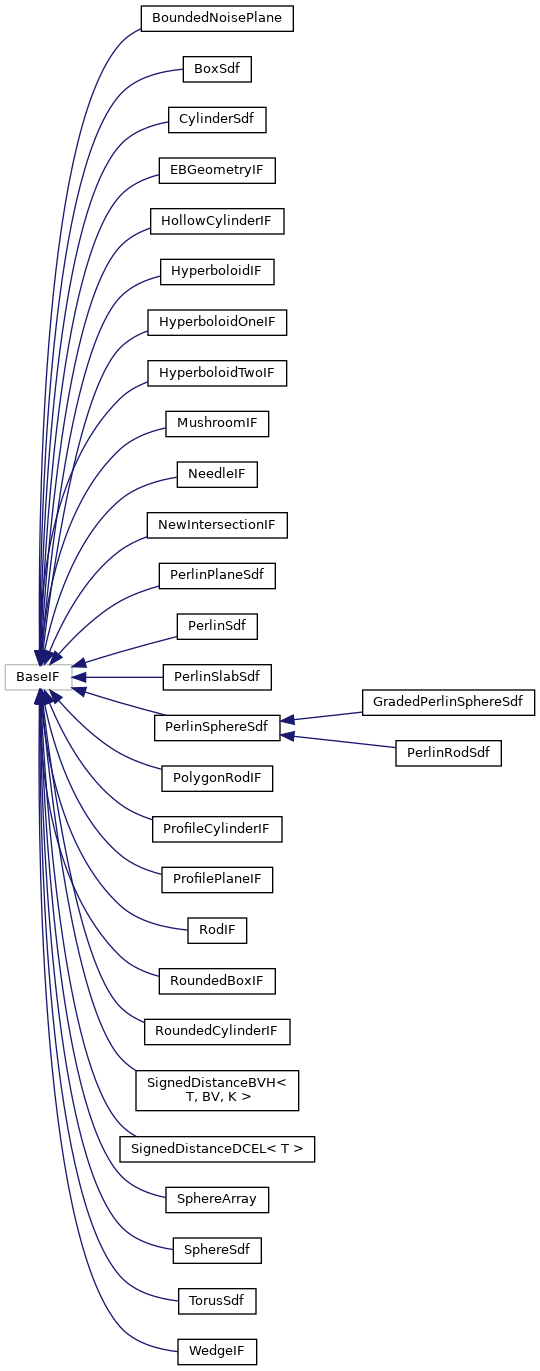 BoundedNoisePlane
BoxSdf
CylinderSdf
EBGeometryIF
HollowCylinderIF
HyperboloidIF
HyperboloidOneIF
HyperboloidTwoIF
MushroomIF
NeedleIF
NewIntersectionIF
PerlinPlaneSdf
PerlinSdf
BaseIF
PerlinSlabSdf
GradedPerlinSphereSdf
PerlinSphereSdf
PerlinRodSdf
PolygonRodIF
ProfileCylinderIF
ProfilePlaneIF
RodIF
RoundedBoxIF
RoundedCylinderIF
SignedDistanceBVH<
T, BV, K >
SignedDistanceDCEL< T >
SphereArray
SphereSdf
TorusSdf
WedgeIF